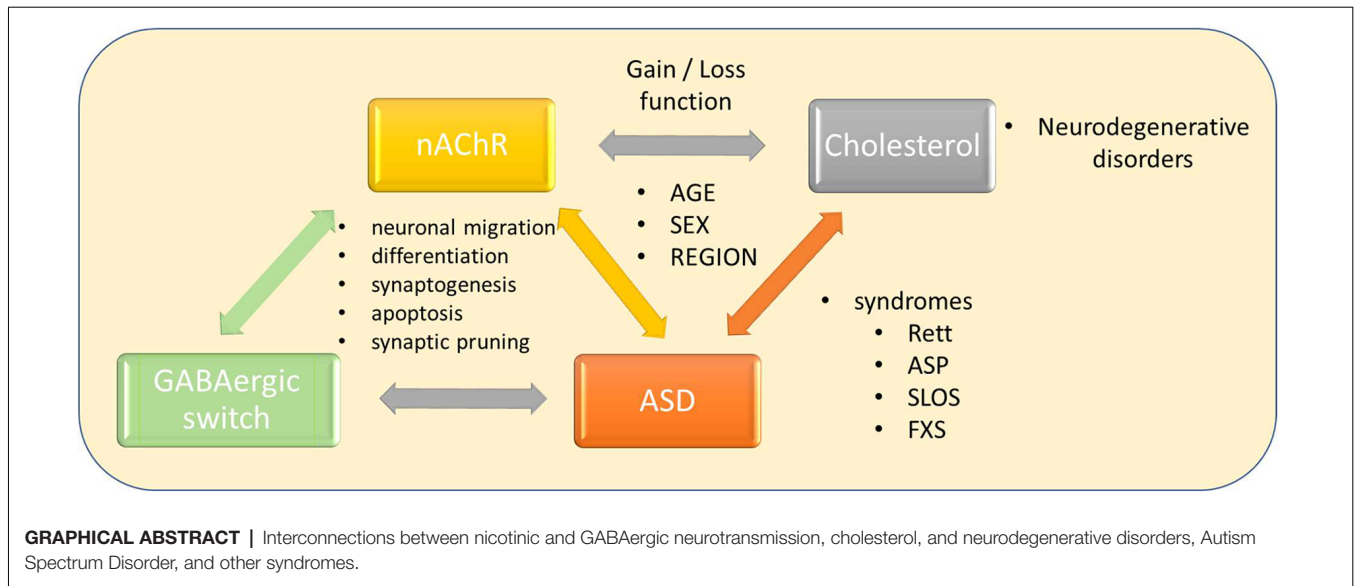 Gain / Loss
function
nAChR
Cholesterol
• Neurodegenerative
disorders
• AGE
• SEX
• REGION
• neuronal migration
• differentiation
• synaptogenesis
• apoptosis
• synaptic pruning
• syndromes
• Rett
• ASP
• SLOS
• FXS
GABAergic
switch
ASD
GRAPHICAL ABSTRACT | Interconnections between nicotinic and GABAergic neurotransmission, cholesterol, and neurodegenerative disorders, Autism
Spectrum Disorder, and other syndromes.